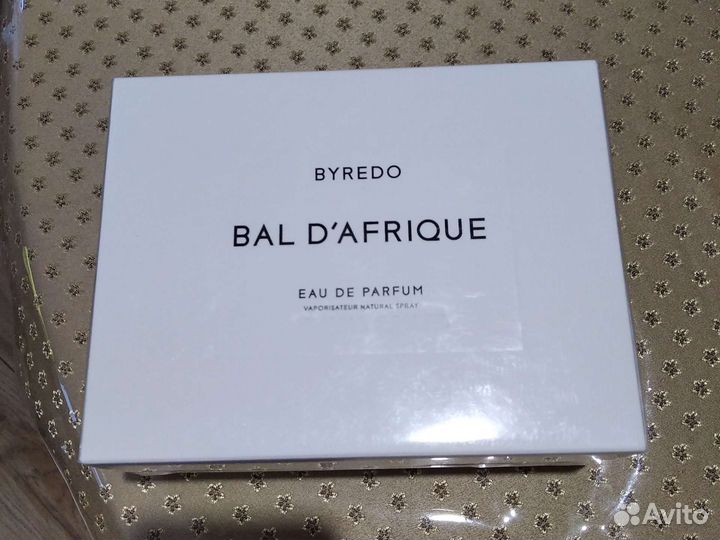 BYREDO
BAL D'AFRIQUE
EAU DE PARFUM
VAPORISATEUR NATURAL SPRAY
Avito